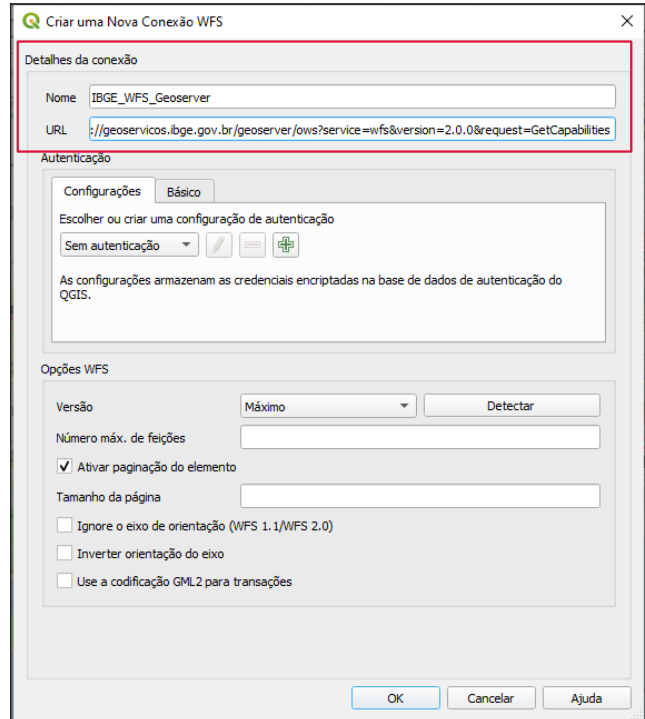 Criar uma Nova Conexão WFS
Detalhes da conexão
Nome IBGE_WFS_Geoserver
URL ://geoservicos.ibge.gov.br/geoserver/ows?service=wfs&version=2.0.0&request=GetCapabilities
Autenticação
Configurações Básico
Escolher ou criar uma configuração de autenticação
Sem autenticação
As configurações armazenam as credenciais encriptadas na base de dados de autenticação do
QGIS.
Opções WFS
Versão Máximo Detectar
Número máx. de feições
Ativar paginação do elemento
Tamanho da página
Ignore o eixo de orientação (WFS 1.1/WFS 2.0)
Inverter orientação do eixo
Use a codificação GML2 para transações
OK Cancelar Ajuda